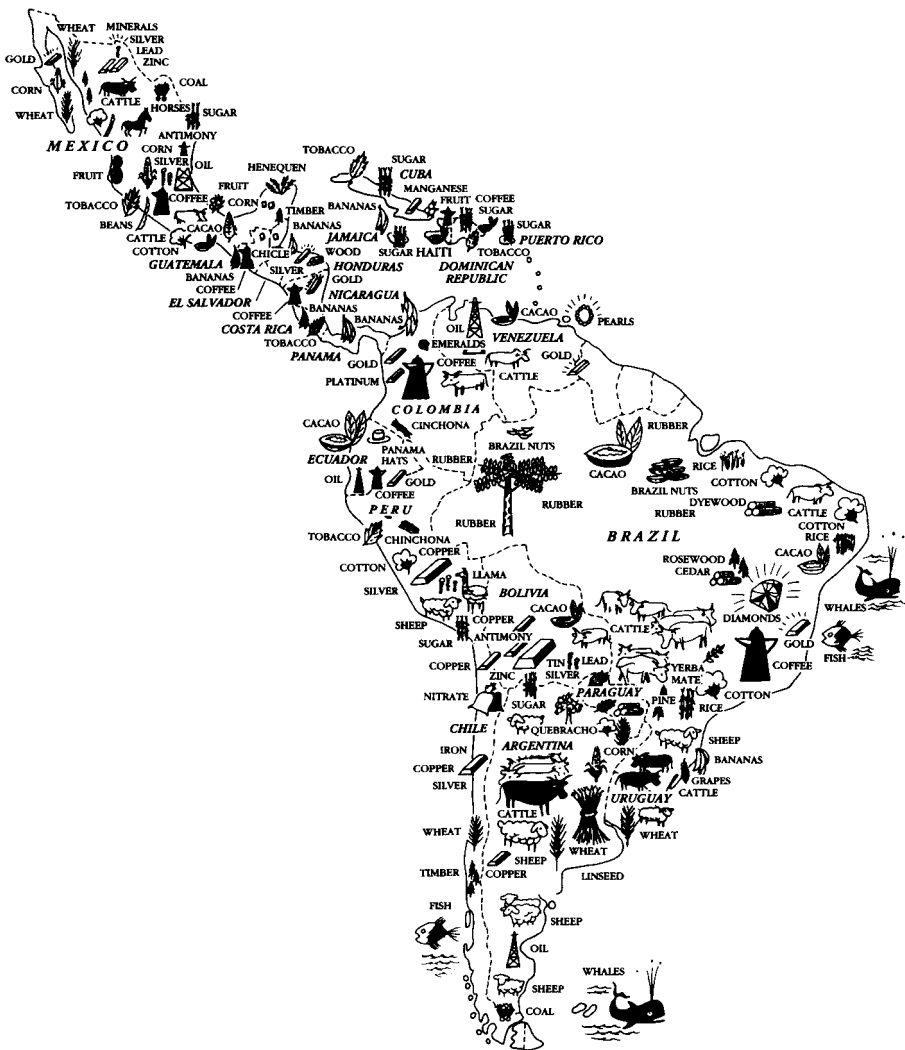 WHEAT
MINERALS
SILVER
LEAD
ZINC
GOLD
CORN
COAL
CATTLE
HORSES
SUGAR
WHEAT
ANTIMONY
MEXICO
CORN
SILVER
OIL
FRUIT
HENEQUEN
TOBACCO
COFFEE
FRUIT
CORN
BEANS
CACAO
TIMBER
CATTLE
COTTON
BANANAS
CHICLE
WOOD
GUATEMALA
HONDURAS
BANANAS
SILVER
COFFEE
GOLD
EL SALVADOR
NICARAGUA
COFFEE
BANANAS
COSTA RICA
BANANAS
TOBACCO
PANAMA
TOBACCO
SUGAR
CUBA
MANGANESE
BANANAS
FRUIT
COFFEE
SUGAR
SUGAR
JAMAICA
SUGAR
HAITI
TOBACCO
PUERTO RICO
DOMINICAN
REPUBLIC
CACAO
PEARLS
OIL
VENEZUELA
EMERALDS
GOLD
COFFEE
GOLD
CATTLE
PLATINUM
COLOMBIA
CACAO
CINCHONA
RUBBER
PANAMA
HATS
BRAZIL NUTS
ECUADOR
RUBBER
RICE
CACAO
COTTON
OIL
GOLD
BRAZIL NUTS
COFFEE
DYEWOOD
CATTLE
RUBBER
RUBBER
PERU
RUBBER
COTTON
TOBACCO
CHINCHONA
BRAZIL
RICE
COPPER
ROSEWOOD
CEDAR
CACAO
COTTON
LLAMA
SILVER
BOLIVIA
WHALES
SHEEP
COPPER
CACAO
DIAMONDS
SUGAR
ANTIMONY
CATTLE
GOLD
FISH
COPPER
TIN
LEAD
COFFEE
ZINC
SILVER
YERBA
MATE
NITRATE
PARAGUAY
COTTON
SUGAR
PINE
RICE
CHILE
QUEBRACHO
SHEEP
IRON
ARGENTINA
CORN
BANANAS
COPPER
GRAPES
SILVER
CATTLE
URUGUAY
CATTLE
WHEAT
WHEAT
WHEAT
SHEEP
TIMBER
COPPER
LINSEED
FISH
SHEEP
OIL
WHALES
SHEEP
COAL